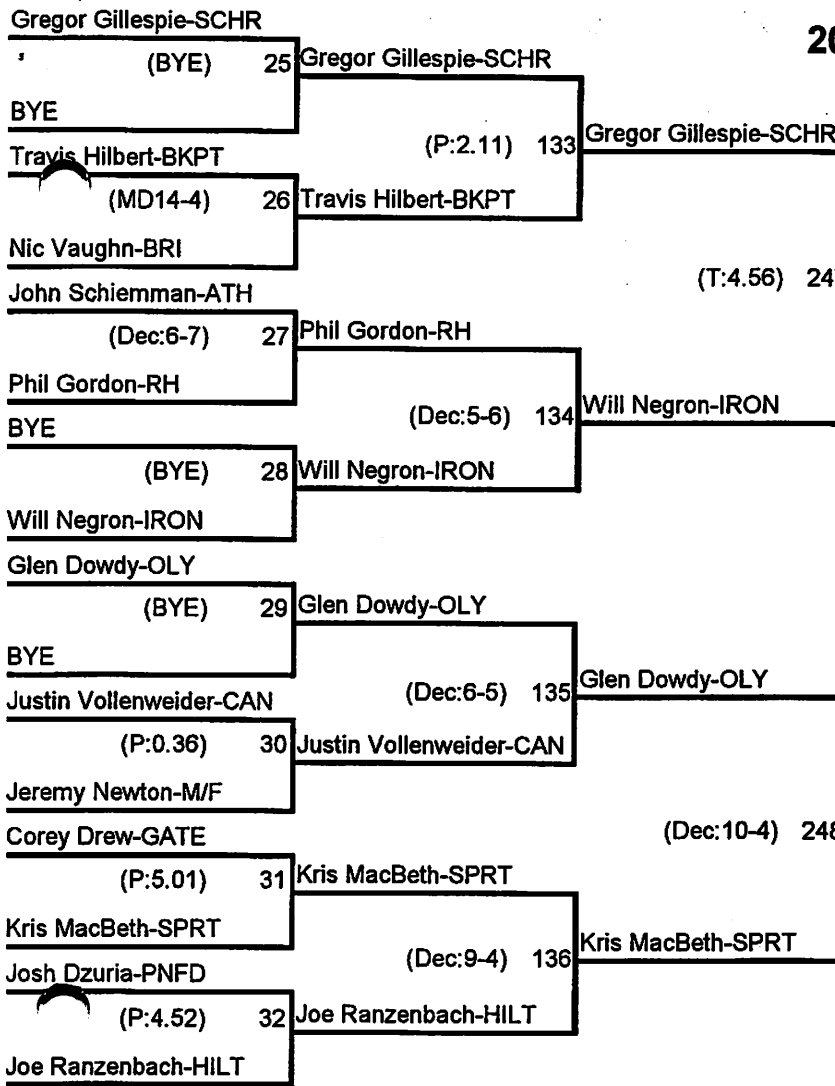 Gregor Gillespie-SCHR
20
(BYE) 25 Gregor Gillespie-SCHR
BYE
(P:2.11) 133 Gregor Gillespie-SCHR
Travis Hilbert-BKPT
(MD14-4) 26 Travis Hilbert-BKPT
Nic Vaughn-BRI
(T:4.56) 24
John Schiemman-ATH
(Dec:6-7) 27 Phil Gordon-RH
Phil Gordon-RH
(Dec:5-6) 134 Will Negron-IRON
BYE
(BYE) 28 Will Negron-IRON
Will Negron-IRON
Glen Dowdy-OLY
(BYE) 29 Glen Dowdy-OLY
BYE
(Dec:6-5) 135 Glen Dowdy-OLY
Justin Vollenweider-CAN
(P:0.36) 30 Justin Vollenweider-CAN
Jeremy Newton-M/F
Corey Drew-GATE
(Dec:10-4) 248
(P:5.01) 31 Kris MacBeth-SPRT
Kris MacBeth-SPRT
(Dec:9-4) 136 Kris MacBeth-SPRT
Josh Dzuria-PNFD
(P:4.52) 32 Joe Ranzenbach-HILT
Joe Ranzenbach-HILT